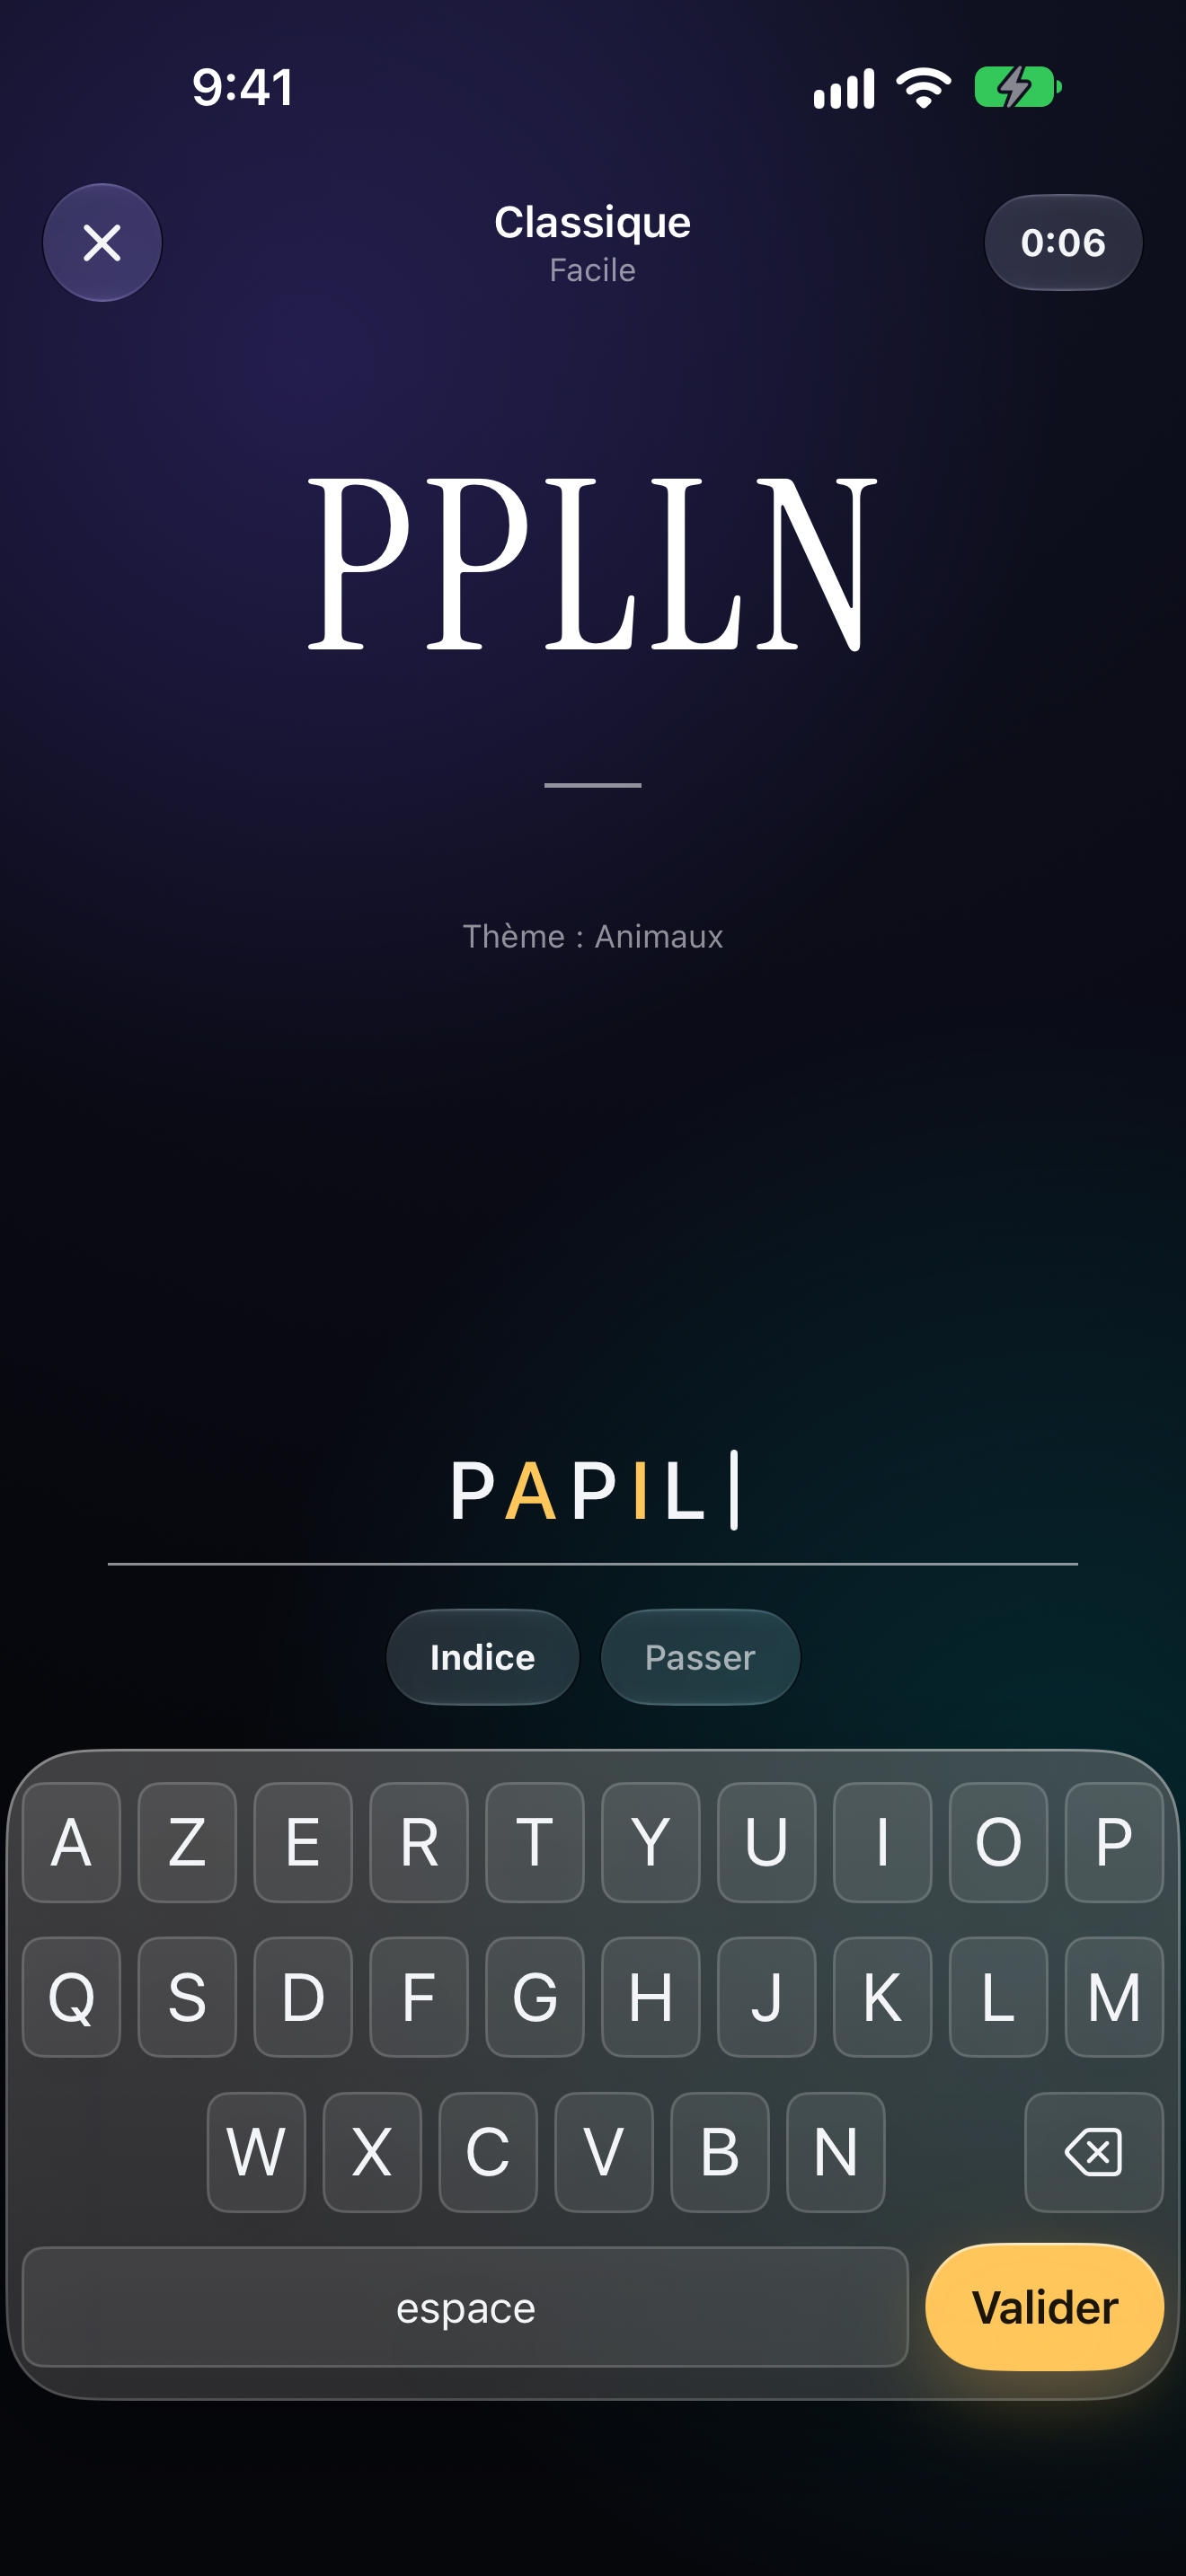 9:41
Classique
Facile
0:06
PPLLN
Thème : Animaux
PAPIL
Indice
Passer
A Z E R T Y U I O P
Q S D F G H J K L M
W X C V B N
espace
Valider